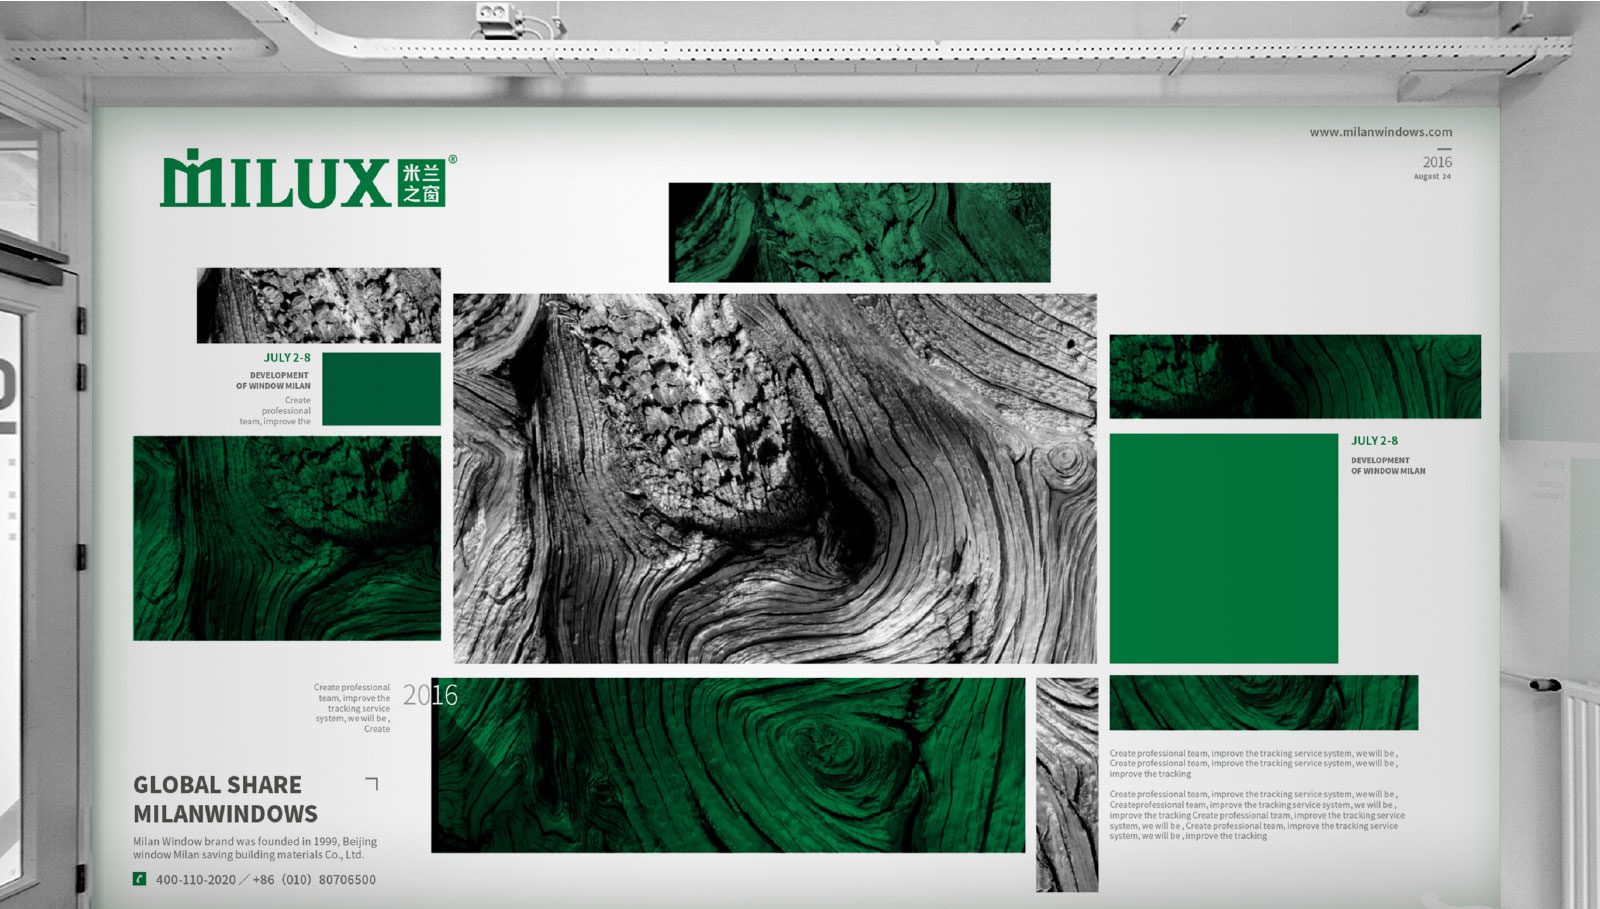 MILUX 米兰之窗®
www.milanwindows.com
2016
August 24
JULY 2-8
DEVELOPMENT
OF WINDOW MILAN
Create
professional
team, improve the
JULY 2-8
DEVELOPMENT
OF WINDOW MILAN
Create professional
team, improve the
tracking service
system, we will be ,
Create
2016
GLOBAL SHARE
MILANWINDOWS
Milan Window brand was founded in 1999, Beijing
window Milan saving building materials Co., Ltd.
400-110-2020 / +86 (010) 80706500
Create professional team, improve the tracking service system, we will be ,
Create professional team, improve the tracking service system, we will be ,
improve the tracking
Create professional team, improve the tracking service system, we will be ,
Createprofessional team, improve the tracking service system, we will be ,
improve the tracking Create professional team, improve the tracking service
system, we will be , Create professional team, improve the tracking service
system, we will be , improve the tracking